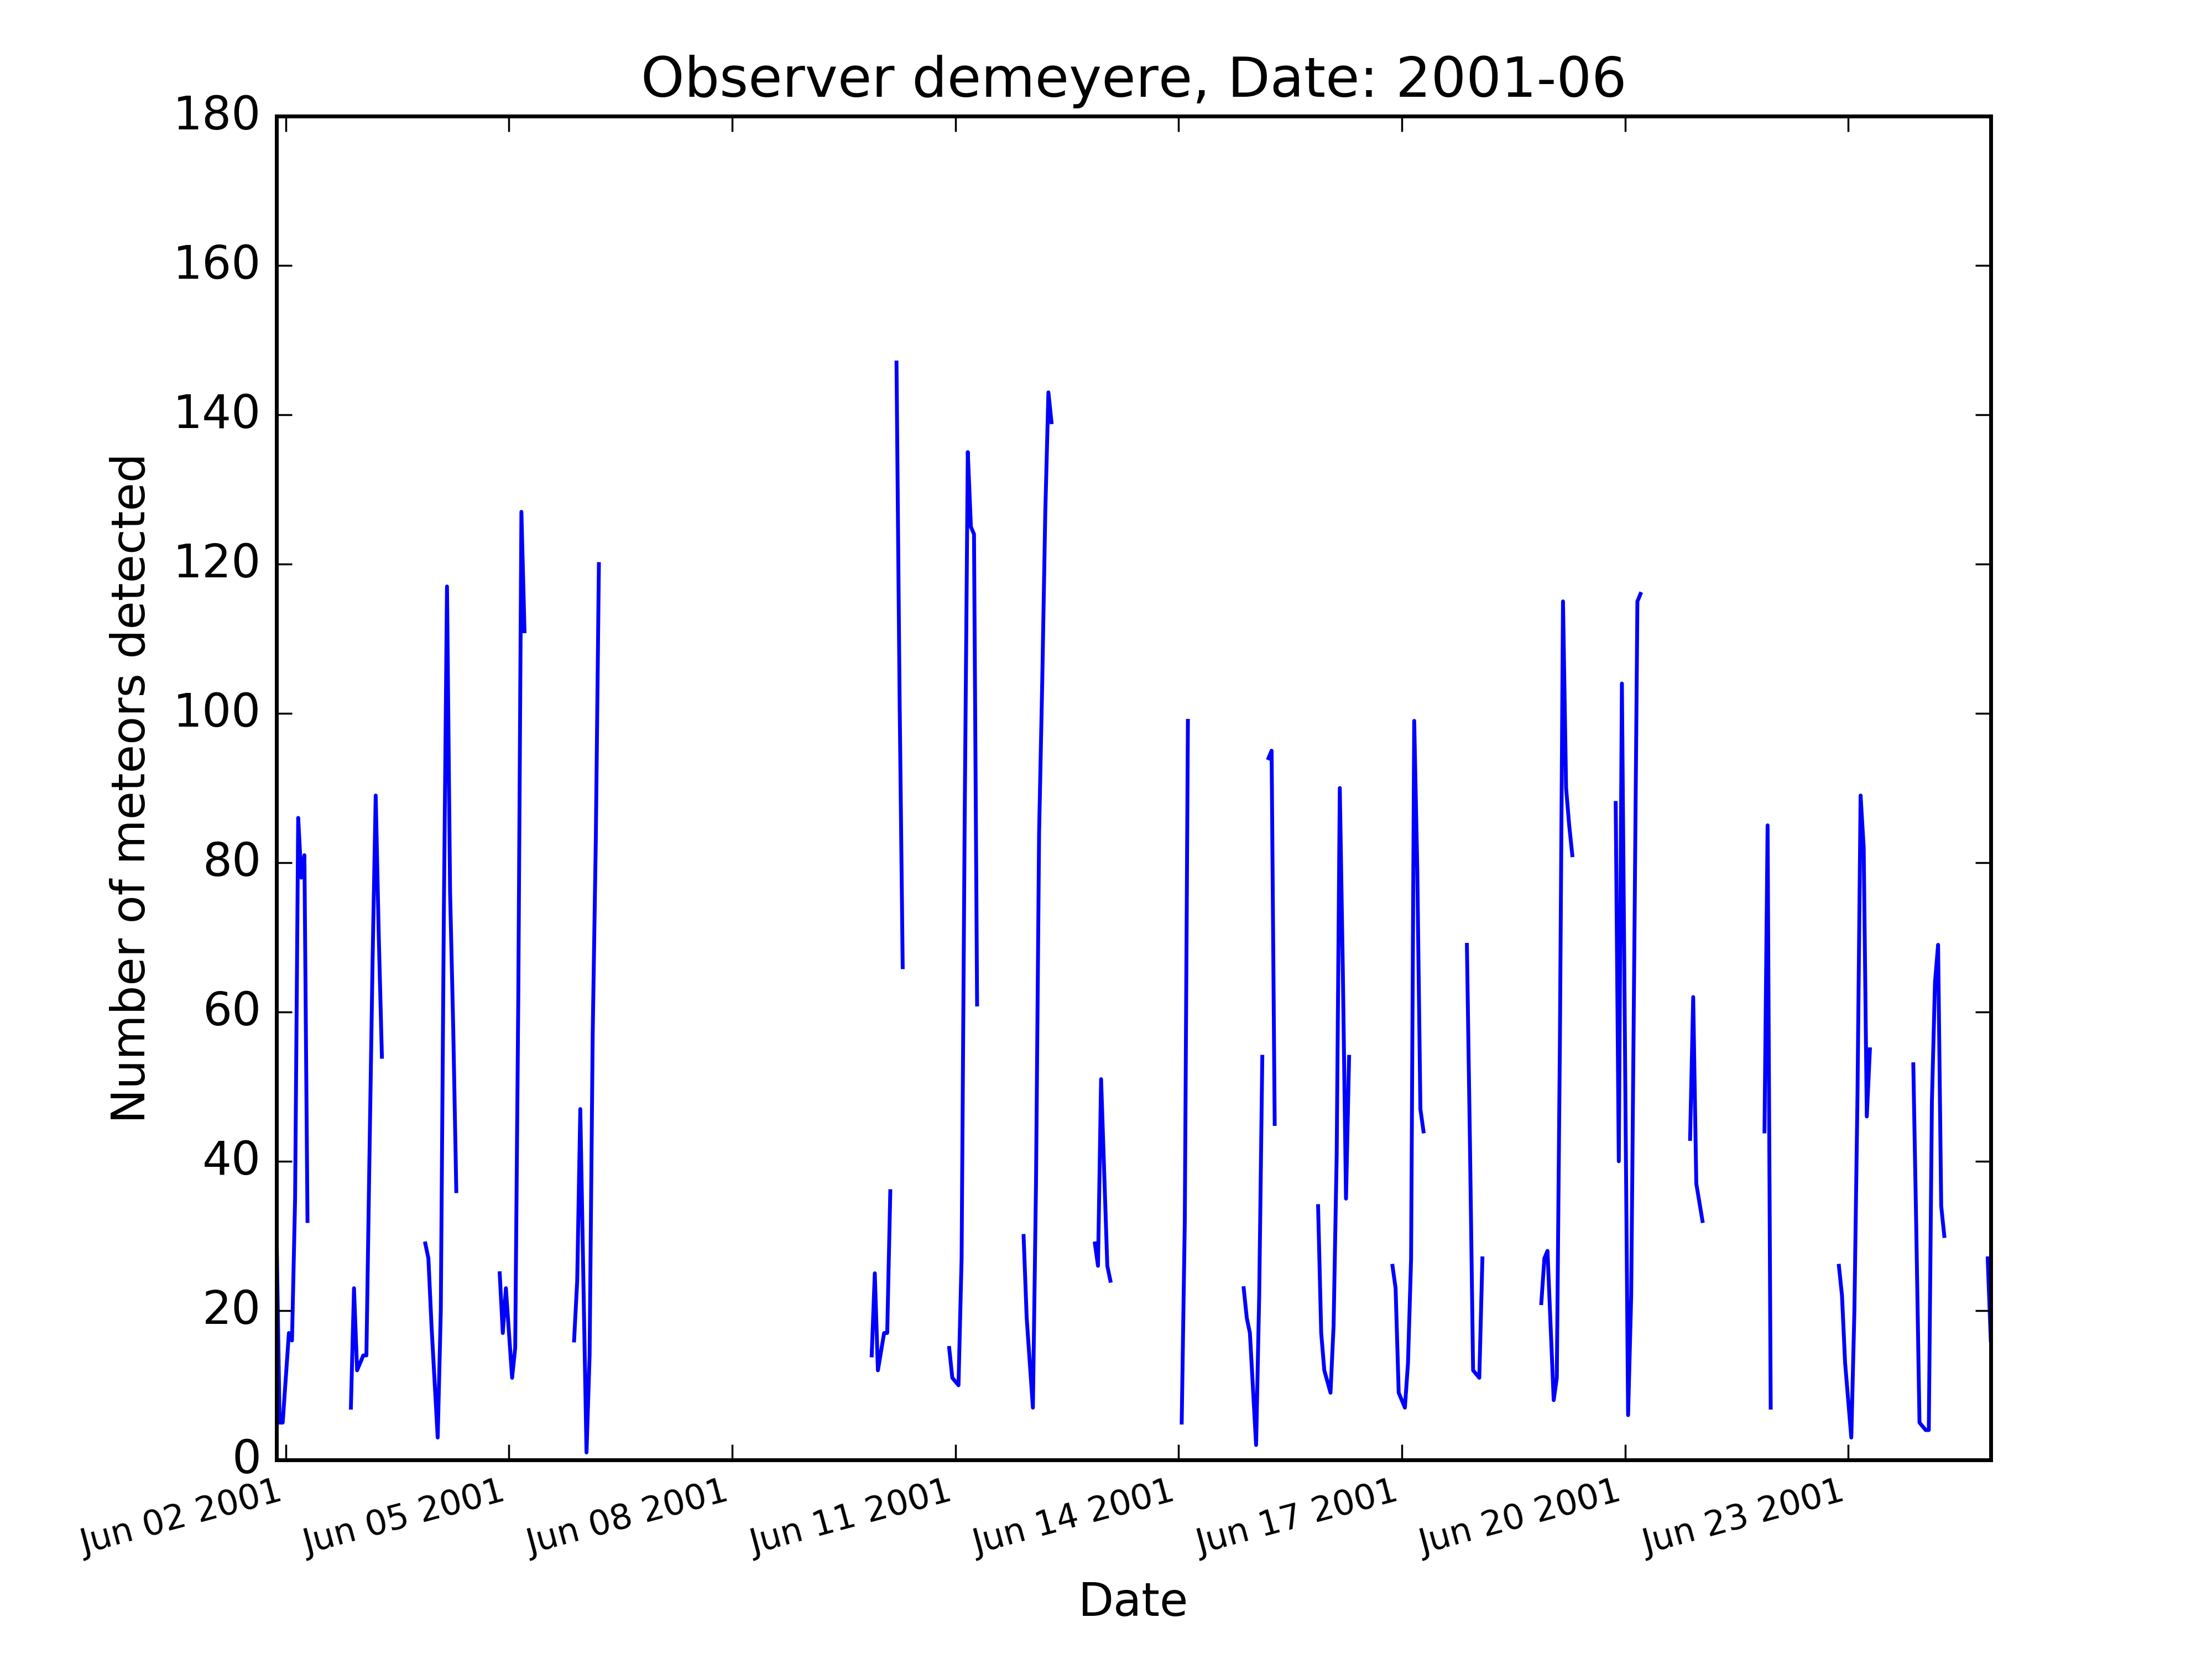 Observer demeyere, Date: 2001-06
180
160
140
120
100
80
60
40
20
0
Number of meteors detected
Jun 02 2001
Jun 05 2001
Jun 08 2001
Jun 11 2001
Jun 14 2001
Jun 17 2001
Jun 20 2001
Jun 23 2001
Date